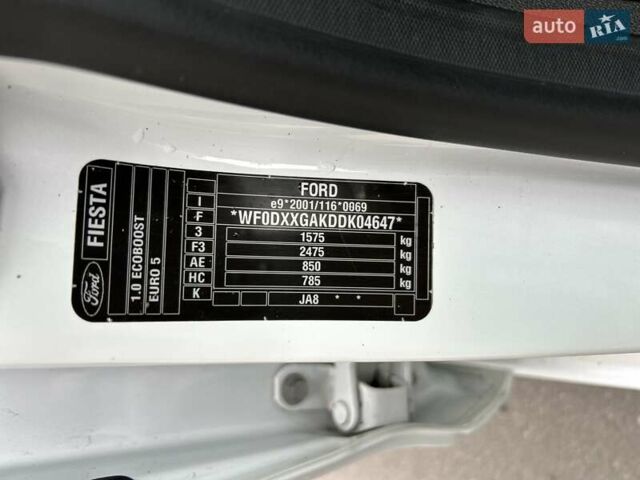 auto RIA .com
FORD
I e9*2001/116*0069
F *WF0DXXGAKDDK04647*
3 1575 kg
F3 2475 kg
AE 850 kg
HC 785 kg
K JA8 * *
Ford
FIESTA
1.0 ECOBOOST
EURO 5